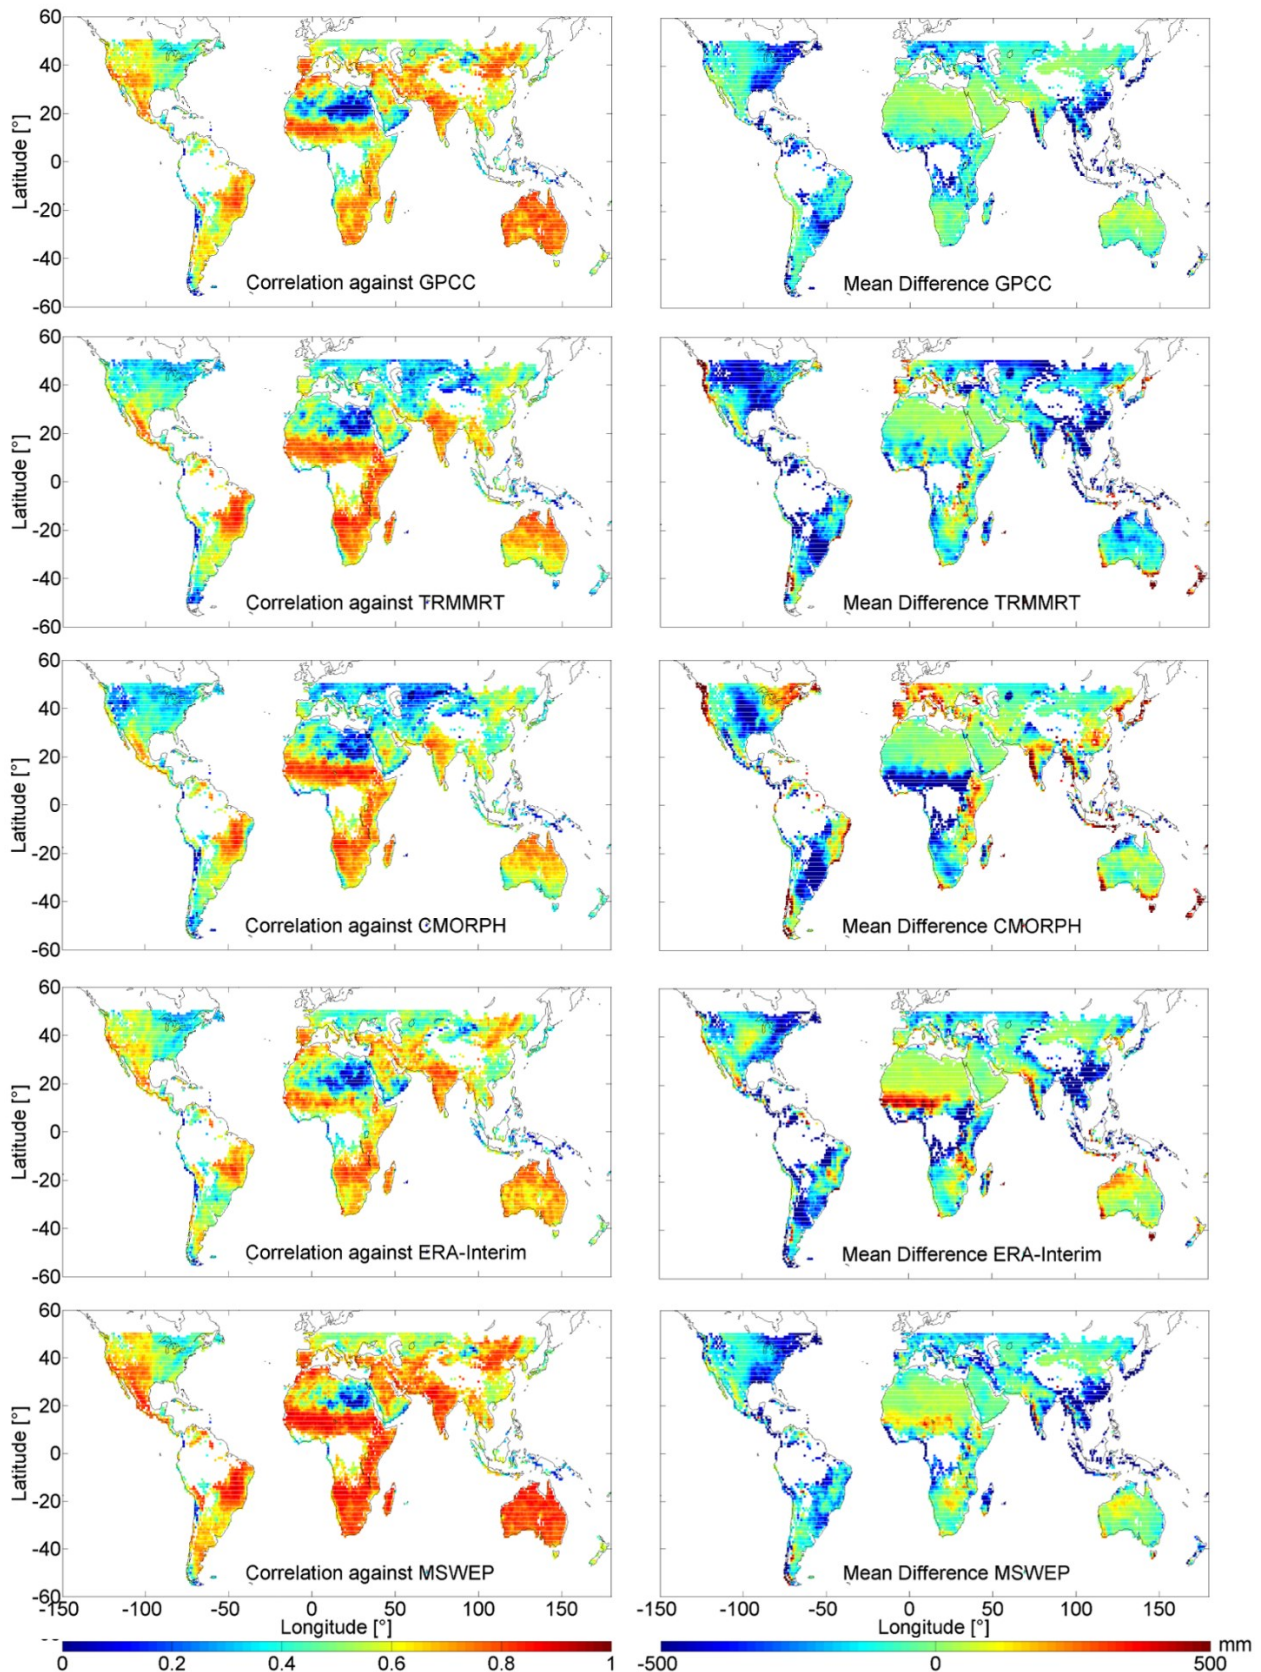 60
40
20
0
-20
-40
-60
Latitude [°]
Correlation against GPCC
Mean Difference GPCC
60
40
20
0
-20
-40
-60
Latitude [°]
Correlation against TRMMRT
Mean Difference TRMMRT
60
40
20
0
-20
-40
-60
Latitude [°]
Correlation against CMORPH
Mean Difference CMORPH
60
40
20
0
-20
-40
-60
Latitude [°]
Correlation against ERA-Interim
Mean Difference ERA-Interim
60
40
20
0
-20
-40
-60
Latitude [°]
Correlation against MSWEP
Mean Difference MSWEP
-150 -100 -50 0 50 100 150
-150 -100 -50 0 50 100 150
Longitude [°]
Longitude [°]
0 0.2 0.4 0.6 0.8 1
-500 0 500
mm